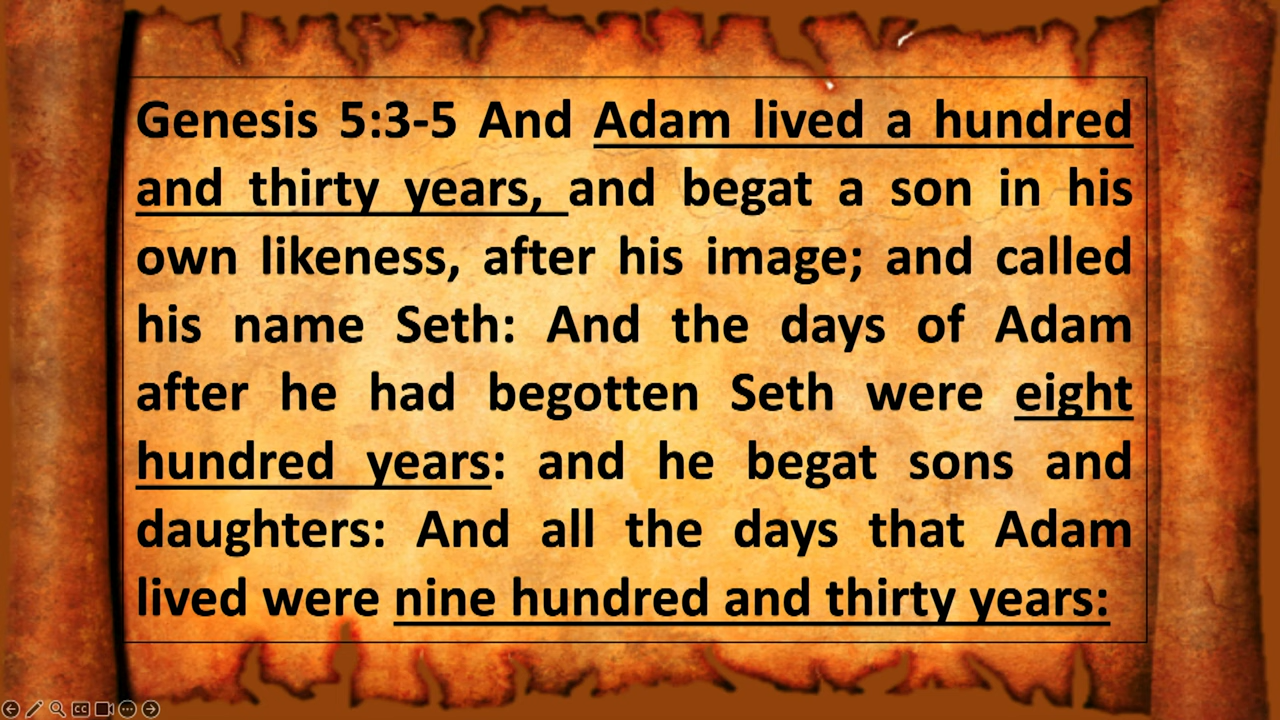 Genesis 5:3-5 And Adam lived a hundred
and thirty years, and begat a son in his
own likeness, after his image; and called
his name Seth: And the days of Adam
after he had begotten Seth were eight
hundred years: and he begat sons and
daughters: And all the days that Adam
lived were nine hundred and thirty years:
CC